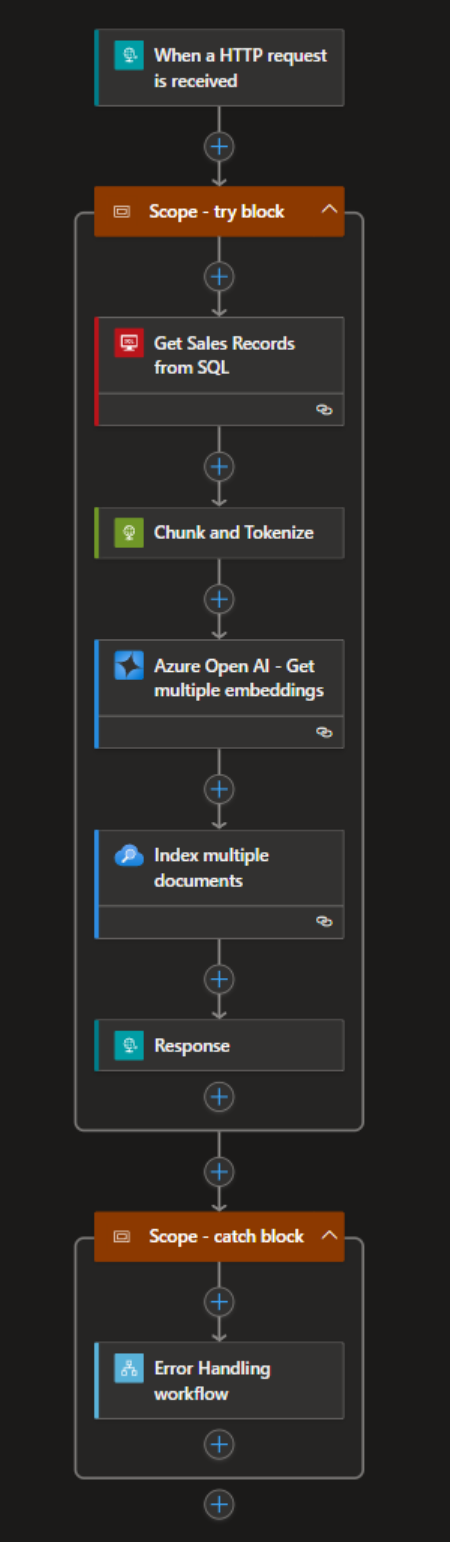 When a HTTP request
is received
Scope - try block
Get Sales Records
from SQL
Chunk and Tokenize
Azure Open AI - Get
multiple embeddings
Index multiple
documents
Response
Scope - catch block
Error Handling
workflow